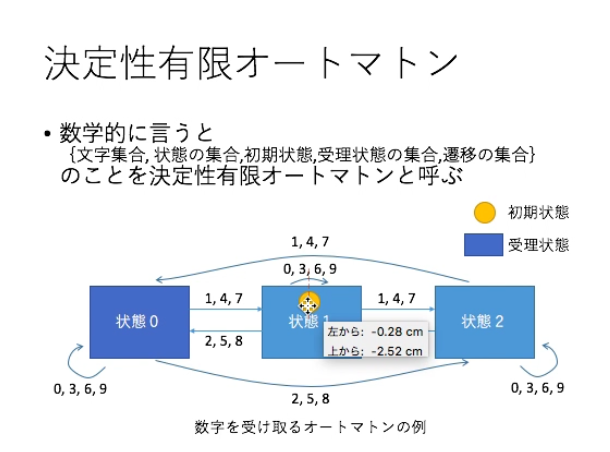 決定性有限オートマトン
• 数学的に言うと
{文字集合, 状態の集合,初期状態,受理状態の集合,遷移の集合}
のことを決定性有限オートマトンと呼ぶ
初期状態
受理状態
1, 4, 7
0, 3, 6, 9
状態 0
1, 4, 7
2, 5, 8
状態 1
1, 4, 7
状態 2
左から: -0.28 cm
上から: -2.52 cm
0, 3, 6, 9
2, 5, 8
0, 3, 6, 9
数字を受け取るオートマトンの例